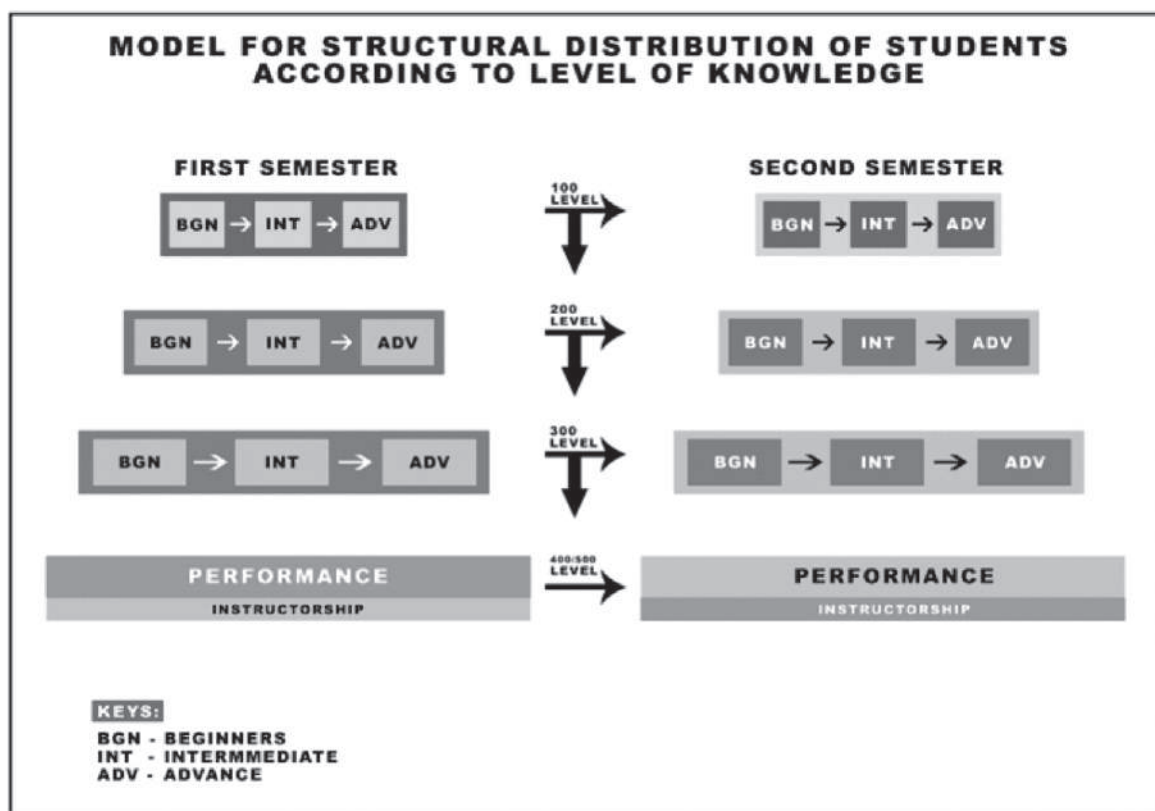 MODEL FOR STRUCTURAL DISTRIBUTION OF STUDENTS
ACCORDING TO LEVEL OF KNOWLEDGE
FIRST SEMESTER
SECOND SEMESTER
BGN → INT → ADV
100
LEVEL
BGN → INT → ADV
BGN → INT → ADV
200
LEVEL
BGN → INT → ADV
BGN → INT → ADV
300
LEVEL
BGN → INT → ADV
PERFORMANCE
INSTRUCTORSHIP
400/500
LEVEL
PERFORMANCE
INSTRUCTORSHIP
KEYS:
BGN - BEGINNERS
INT - INTERMMEDIATE
ADV - ADVANCE